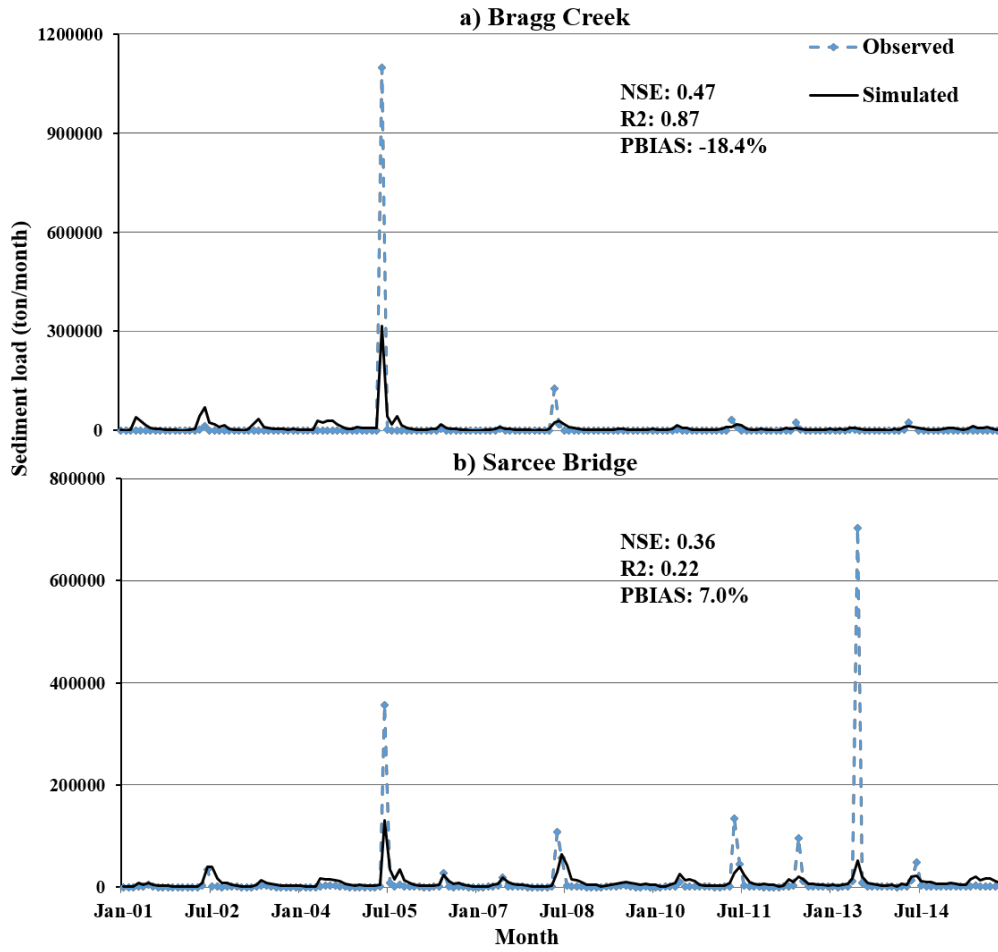 a) Bragg Creek
1200000
900000
600000
300000
0
Observed
Simulated
NSE: 0.47
R2: 0.87
PBIAS: -18.4%
Sediment load (ton/month)
b) Sarcee Bridge
800000
600000
400000
200000
0
NSE: 0.36
R2: 0.22
PBIAS: 7.0%
Jan-01 Jul-02 Jan-04 Jul-05 Jan-07 Jul-08 Jan-10 Jul-11 Jan-13 Jul-14
Month